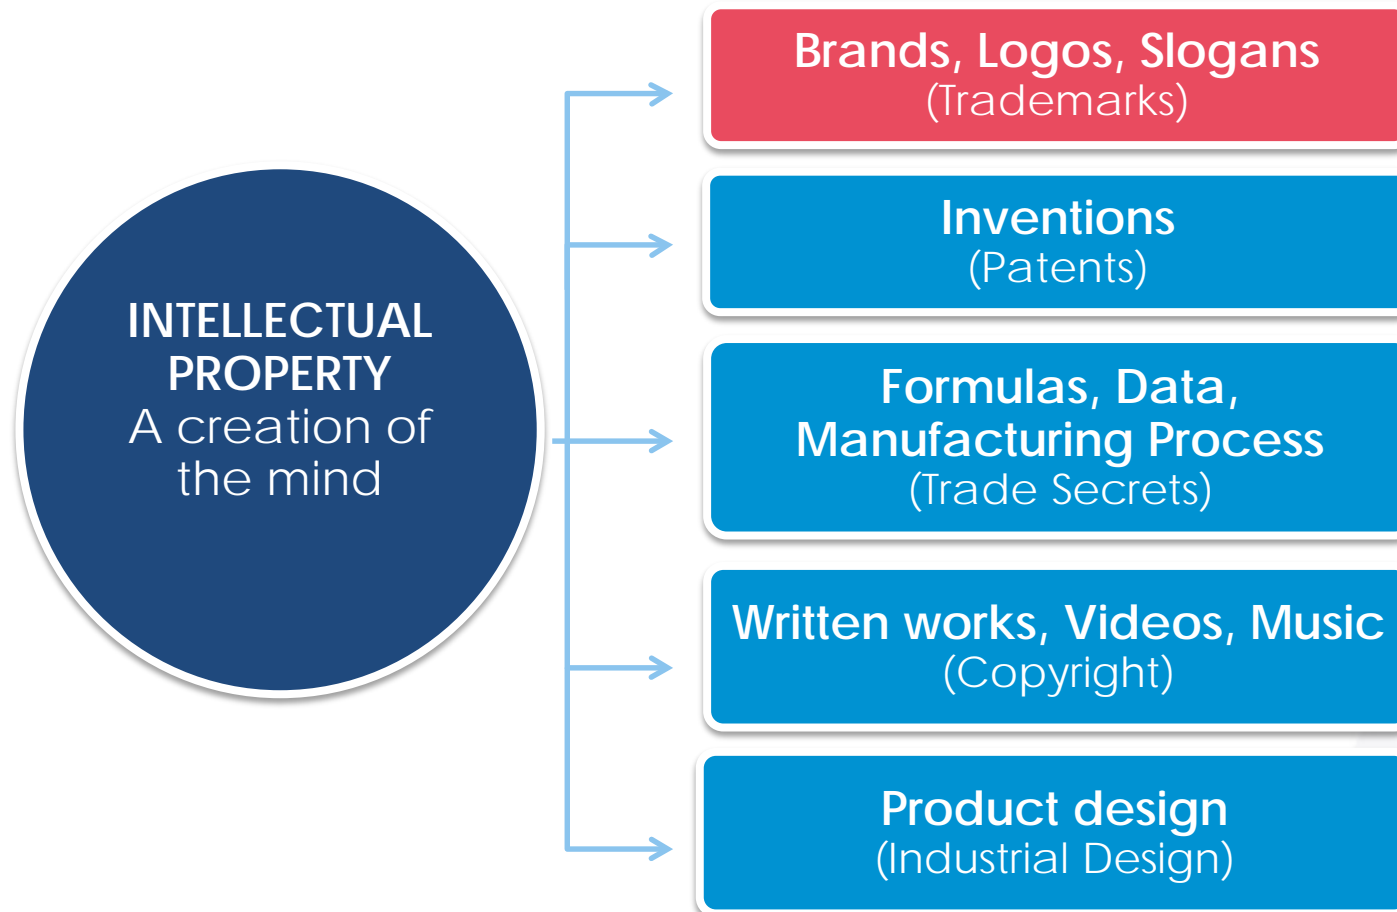 INTELLECTUAL
PROPERTY
A creation of
the mind
Brands, Logos, Slogans
(Trademarks)
Inventions
(Patents)
Formulas, Data,
Manufacturing Process
(Trade Secrets)
Written works, Videos, Music
(Copyright)
Product design
(Industrial Design)